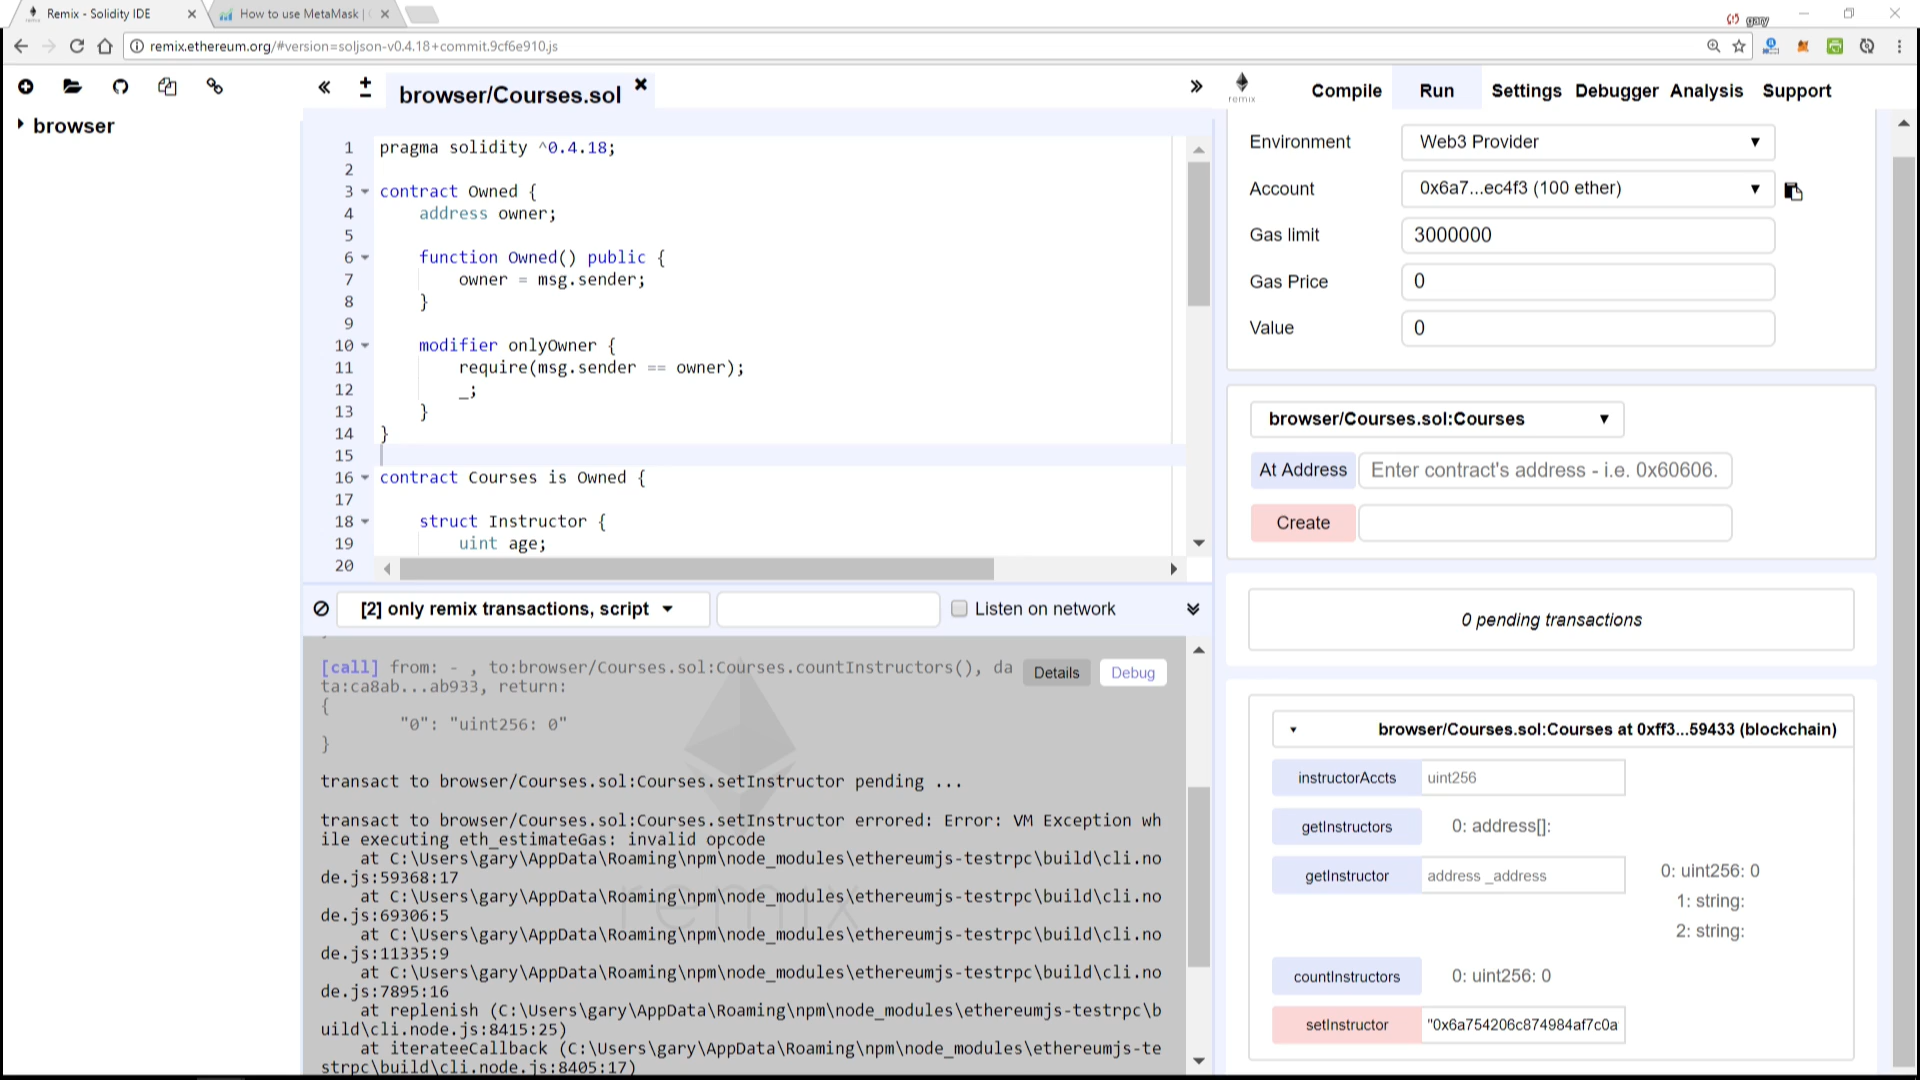 Remix - Solidity IDE
How to use MetaMask | (
gary
remix.ethereum.org/#version=soljson-v0.4.18+commit.9cf6e910.js
browser
browser/Courses.sol
remix
Compile
Run
Settings
Debugger
Analysis
Support
1 pragma solidity ^0.4.18;
2
3 contract Owned {
4 address owner;
5
6 function Owned() public {
7 owner = msg.sender;
8 }
9
10 modifier onlyOwner {
11 require(msg.sender == owner);
12 _;
13 }
14 }
15
16 contract Courses is Owned {
17
18 struct Instructor {
19 uint age;
20
Environment Web3 Provider
Account 0x6a7...ec4f3 (100 ether)
Gas limit 3000000
Gas Price 0
Value 0
browser/Courses.sol:Courses
At Address Enter contract's address - i.e. 0x60606.
Create
0 pending transactions
[2] only remix transactions, script
Listen on network
[call] from: - , to:browser/Courses.sol:Courses.countInstructors(), da
ta:ca8ab...ab933, return:
{
"0": "uint256: 0"
}
Details
Debug
transact to browser/Courses.sol:Courses.setInstructor pending ...
transact to browser/Courses.sol:Courses.setInstructor errored: Error: VM Exception wh
ile executing eth_estimateGas: invalid opcode
at C:\Users\gary\AppData\Roaming\npm\node_modules\ethereumjs-testrpc\build\cli.no
de.js:59368:17
at C:\Users\gary\AppData\Roaming\npm\node_modules\ethereumjs-testrpc\build\cli.no
de.js:69306:5
at C:\Users\gary\AppData\Roaming\npm\node_modules\ethereumjs-testrpc\build\cli.no
de.js:11335:9
at C:\Users\gary\AppData\Roaming\npm\node_modules\ethereumjs-testrpc\build\cli.no
de.js:7895:16
at replenish (C:\Users\gary\AppData\Roaming\npm\node_modules\ethereumjs-testrpc\b
uild\cli.node.js:8415:25)
at iterateeCallback (C:\Users\gary\AppData\Roaming\npm\node_modules\ethereumjs-te
strpc\build\cli.node.js:8405:17)
remix
browser/Courses.sol:Courses at 0xff3...59433 (blockchain)
instructorAccts uint256
getInstructors 0: address[]:
getInstructor address _address
0: uint256: 0
1: string:
2: string:
countInstructors 0: uint256: 0
setInstructor "0x6a754206c874984af7c0a